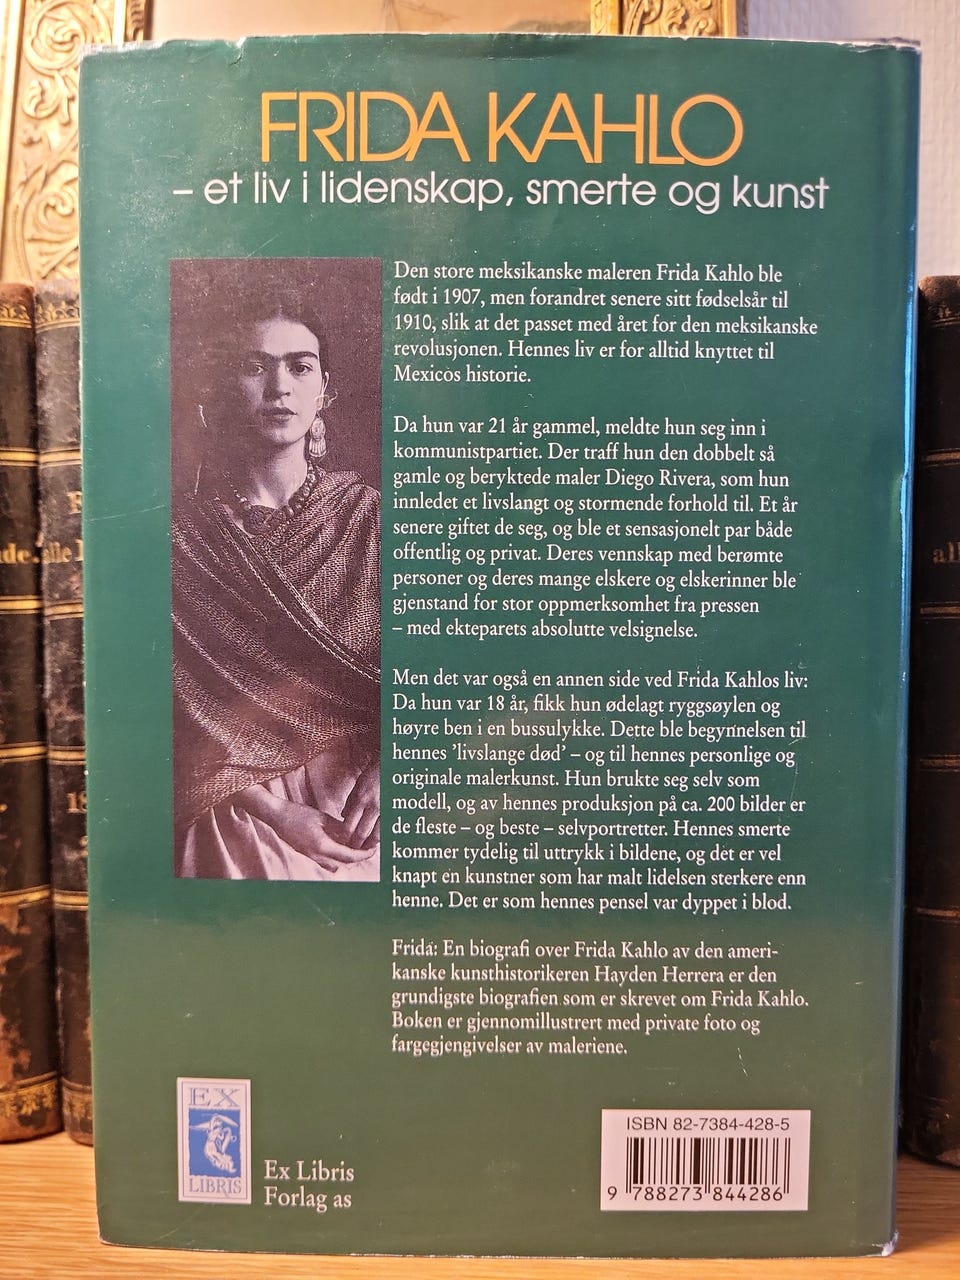 FRIDA KAHLO
– et liv i lidenskap, smerte og kunst
Den store meksikanske maleren Frida Kahlo ble
født i 1907, men forandret senere sitt fødselsår til
1910, slik at det passet med året for den meksikanske
revolusjonen. Hennes liv er for alltid knyttet til
Mexicos historie.
Da hun var 21 år gammel, meldte hun seg inn i
kommunistpartiet. Der traff hun den dobbelt så
gamle og beryktede maler Diego Rivera, som hun
innledet et livslangt og stormende forhold til. Et år
senere giftet de seg, og ble et sensasjonelt par både
offentlig og privat. Deres vennskap med berømte
personer og deres mange elskere og elskerinner ble
gjenstand for stor oppmerksomhet fra pressen
– med ekteparets absolutte velsignelse.
Men det var også en annen side ved Frida Kahlos liv:
Da hun var 18 år, fikk hun ødelagt ryggsøylen og
høyre ben i en bussulykke. Dette ble begynnelsen til
hennes 'livslange død' – og til hennes personlige og
originale malerkunst. Hun brukte seg selv som
modell, og av hennes produksjon på ca. 200 bilder er
de fleste – og beste – selvportretter. Hennes smerte
kommer tydelig til uttrykk i bildene, og det er vel
knapt en kunstner som har malt lidelsen sterkere enn
henne. Det er som hennes pensel var dyppet i blod.
Frida: En biografi over Frida Kahlo av den ameri-
kanske kunsthistorikeren Hayden Herrera er den
grundigste biografien som er skrevet om Frida Kahlo.
Boken er gjennomillustrert med private foto og
fargegjengivelser av maleriene.
EX
LIBRIS
Ex Libris
Forlag as
ISBN 82-7384-428-5
9 788273 844286